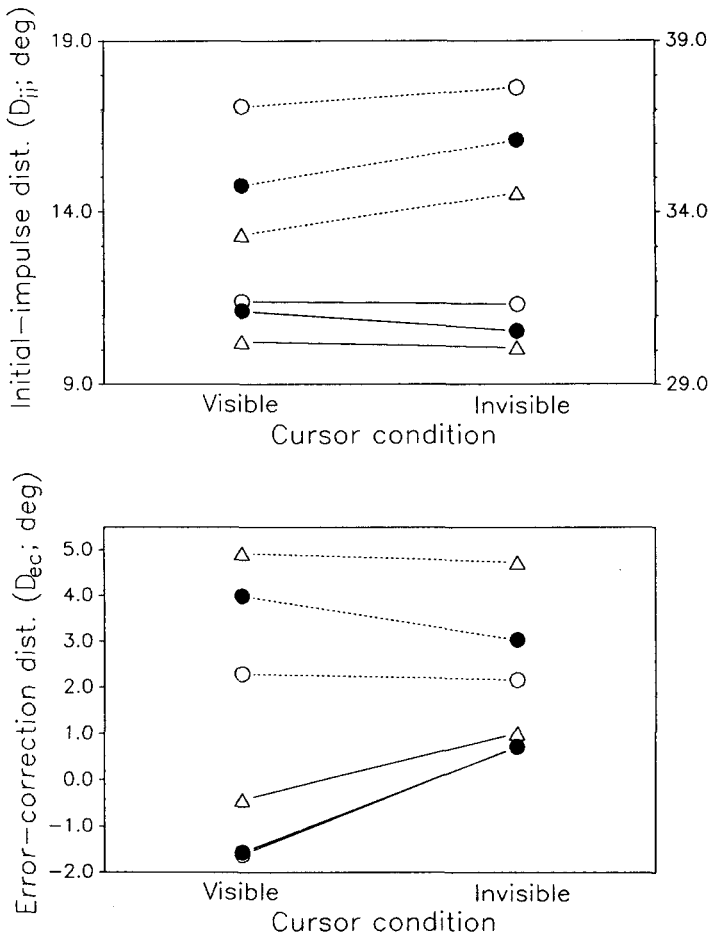 Initial-impulse dist. (Dii; deg)
19.0
14.0
9.0
39.0
34.0
29.0
Visible Invisible
Cursor condition
Error-correction dist. (Dec; deg)
5.0
4.0
3.0
2.0
1.0
0.0
-1.0
-2.0
Visible Invisible
Cursor condition